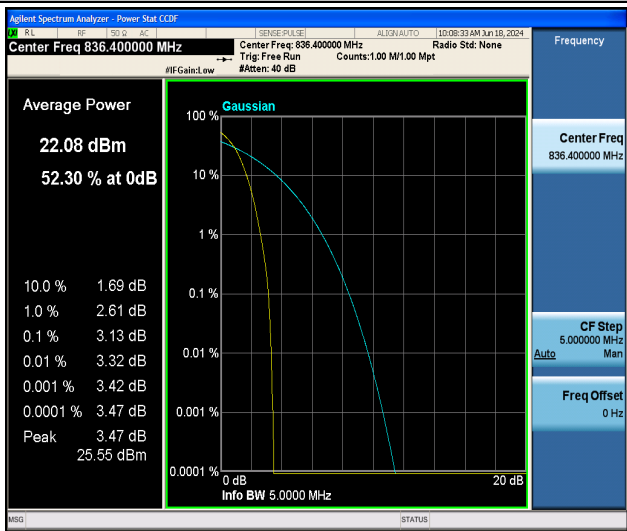 Agilent Spectrum Analyzer - Power Stat CCDF
LXI RL RF 50 Ω AC SENSE:PULSE ALIGN AUTO 10:08:33 AM Jun 18, 2024
Center Freq 836.400000 MHz
Center Freq: 836.400000 MHz Radio Std: None
Trig: Free Run Counts:1.00 M/1.00 Mpt
#IFGain:Low #Atten: 40 dB
Frequency
Average Power
22.08 dBm
52.30 % at 0dB
10.0 % 1.69 dB
1.0 % 2.61 dB
0.1 % 3.13 dB
0.01 % 3.32 dB
0.001 % 3.42 dB
0.0001 % 3.47 dB
Peak 3.47 dB
25.55 dBm
Gaussian
100 %
10 %
1 %
0.1 %
0.01 %
0.001 %
0.0001 %
0 dB 20 dB
Info BW 5.0000 MHz
Center Freq
836.400000 MHz
CF Step
5.000000 MHz
Auto Man
Freq Offset
0 Hz
MSG STATUS